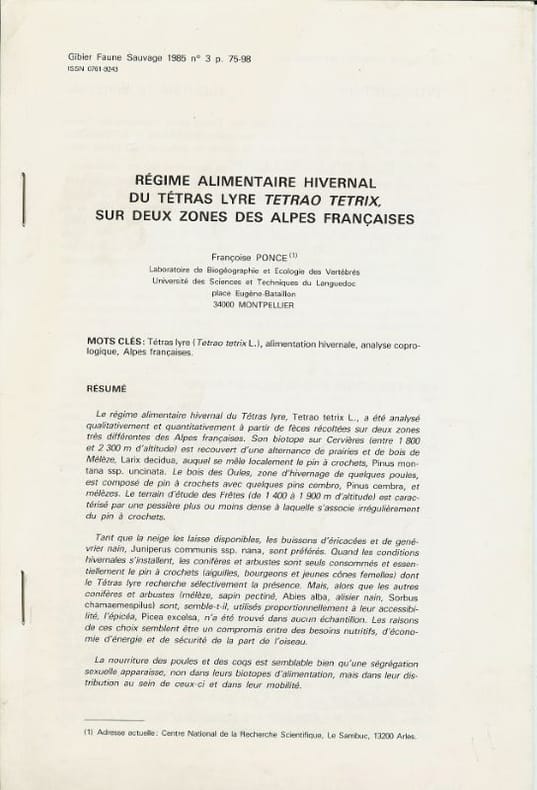 Gibier Faune Sauvage 1985 n° 3 p. 75-98
ISSN 0761-9243
RÉGIME ALIMENTAIRE HIVERNAL
DU TÉTRAS LYRE TETRAO TETRIX,
SUR DEUX ZONES DES ALPES FRANÇAISES
Françoise PONCE (1)
Laboratoire de Biogéographie et Ecologie des Vertébrés
Université des Sciences et Techniques du Languedoc
place Eugène-Bataillon
34000 MONTPELLIER
MOTS CLÉS : Tétras lyre (Tetrao tetrix L.), alimentation hivernale, analyse copro-
logique, Alpes françaises.
RÉSUMÉ
Le régime alimentaire hivernal du Tétras lyre, Tetrao tetrix L., a été analysé
qualitativement et quantitativement à partir de fèces récoltées sur deux zones
très différentes des Alpes françaises. Son biotope sur Cervières (entre 1 800
et 2 300 m d'altitude) est recouvert d'une alternance de prairies et de bois de
Mélèze, Larix decidua, auquel se mêle localement le pin à crochets, Pinus mon-
tana ssp. uncinata. Le bois des Oules, zone d'hivernage de quelques poules,
est composé de pin à crochets avec quelques pins cembro, Pinus cembra, et
mélèzes. Le terrain d'étude des Frêtes (de 1 400 à 1 900 m d'altitude) est carac-
térisé par une pessière plus ou moins dense à laquelle s'associe irrégulièrement
du pin à crochets.
Tant que la neige les laisse disponibles, les buissons d'éricacées et de gené-
vrier nain, Juniperus communis ssp. nana, sont préférés. Quand les conditions
hivernales s'installent, les conifères et arbustes sont seuls consommés et essen-
tiellement le pin à crochets (aiguilles, bourgeons et jeunes cônes femelles) dont
le Tétras lyre recherche sélectivement la présence. Mais, alors que les autres
conifères et arbustes (mélèze, sapin pectiné, Abies alba, alisier nain, Sorbus
chamaemespilus) sont, semble-t-il, utilisés proportionnellement à leur accessibi-
lité, l'épicéa, Picea excelsa, n'a été trouvé dans aucun échantillon. Les raisons
de ces choix semblent être un compromis entre des besoins nutritifs, d'écono-
mie d'énergie et de sécurité de la part de l'oiseau.
La nourriture des poules et des coqs est semblable bien qu'une ségrégation
sexuelle apparaisse, non dans leurs biotopes d'alimentation, mais dans leur dis-
tribution au sein de ceux-ci et dans leur mobilité.
(1) Adresse actuelle : Centre National de la Recherche Scientifique, Le Sambuc, 13200 Arles.